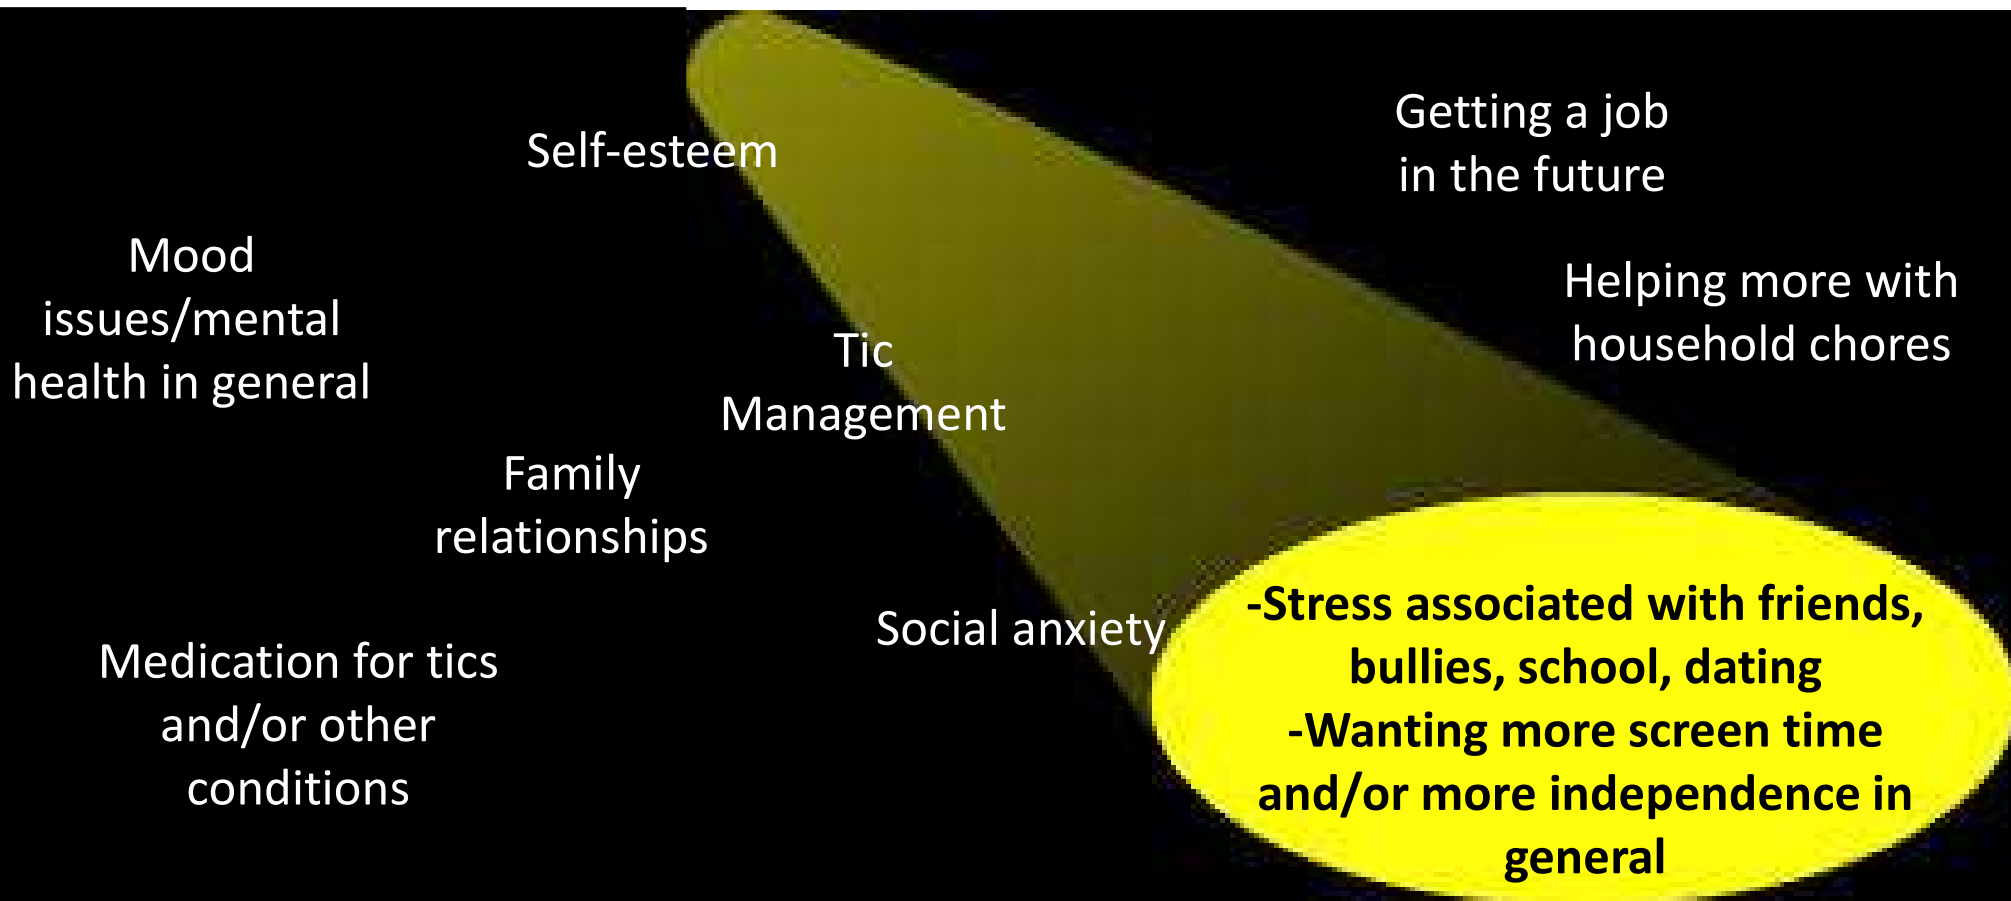 Self-esteem
Getting a job
in the future
Mood
issues/mental
health in general
Helping more with
household chores
Tic
Management
Family
relationships
Social anxiety
Medication for tics
and/or other
conditions
-Stress associated with friends,
bullies, school, dating
-Wanting more screen time
and/or more independence in
general